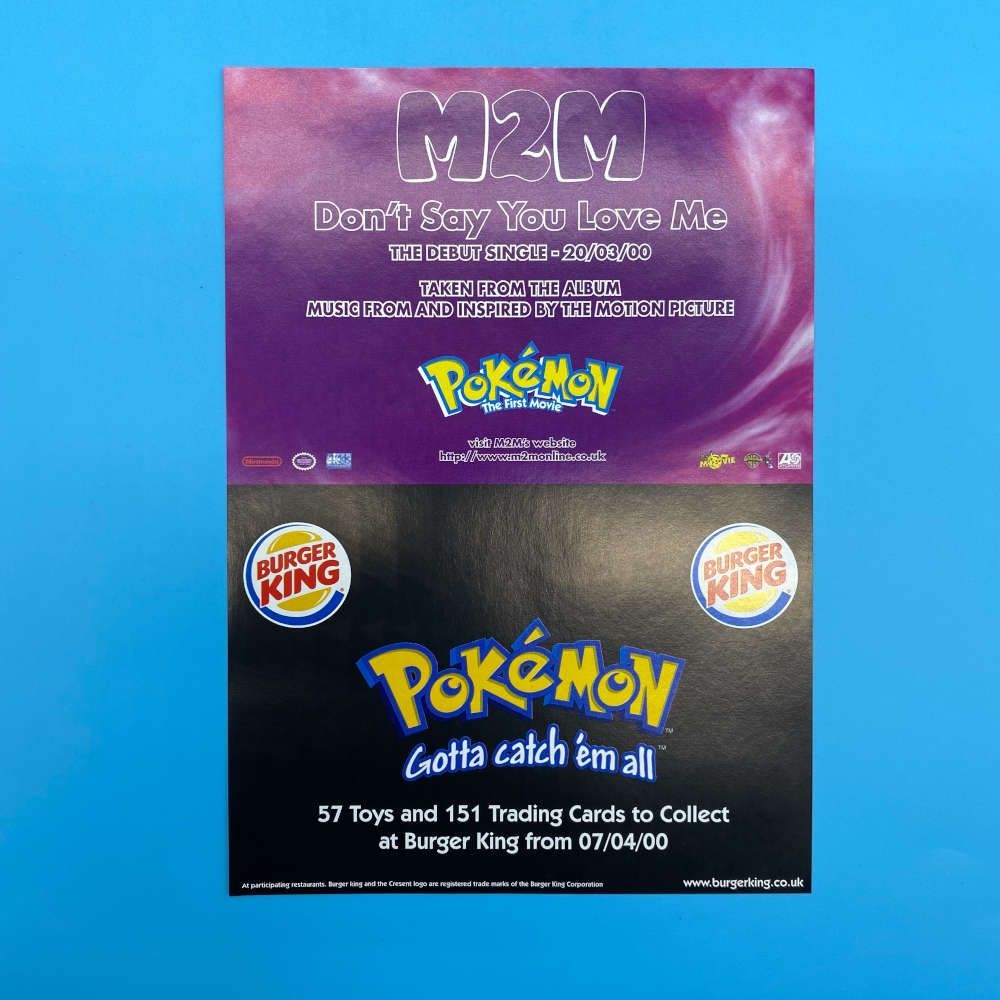 M2M
Don't Say You Love Me
THE DEBUT SINGLE - 20/03/00
TAKEN FROM THE ALBUM
MUSIC FROM AND INSPIRED BY THE MOTION PICTURE
POKéMON
The First Movie
visit M2M's website
http://www.m2monline.co.uk
Nintendo
MOVIE
BURGER
KING
BURGER
KING
POKéMON TM
Gotta catch 'em all TM
57 Toys and 151 Trading Cards to Collect
at Burger King from 07/04/00
At participating restaurants. Burger king and the Cresent logo are registered trade marks of the Burger King Corporation
www.burgerking.co.uk